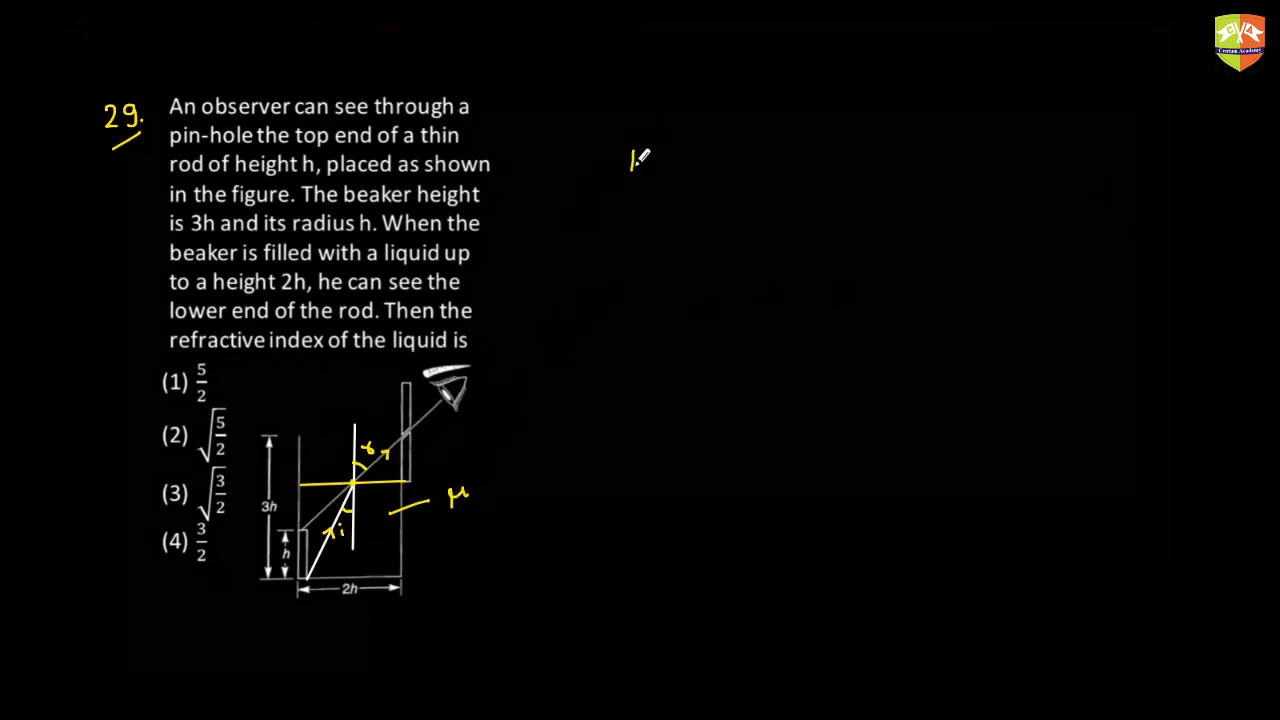 Centum Academy
29.
An observer can see through a
pin-hole the top end of a thin
rod of height h, placed as shown
in the figure. The beaker height
is 3h and its radius h. When the
beaker is filled with a liquid up
to a height 2h, he can see the
lower end of the rod. Then the
refractive index of the liquid is
(1) 5/2
(2) √(5/2)
(3) √(3/2)
(4) 3/2
r
3h
μ
i
h
2h